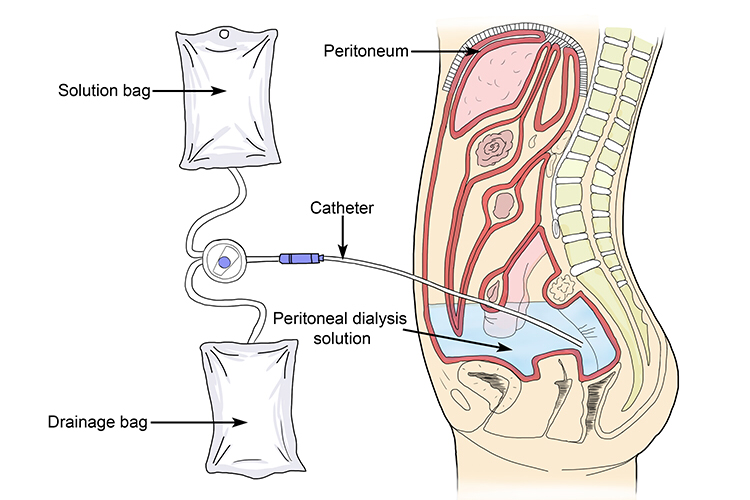 Peritoneum
Solution bag
Catheter
Peritoneal dialysis
solution
Drainage bag